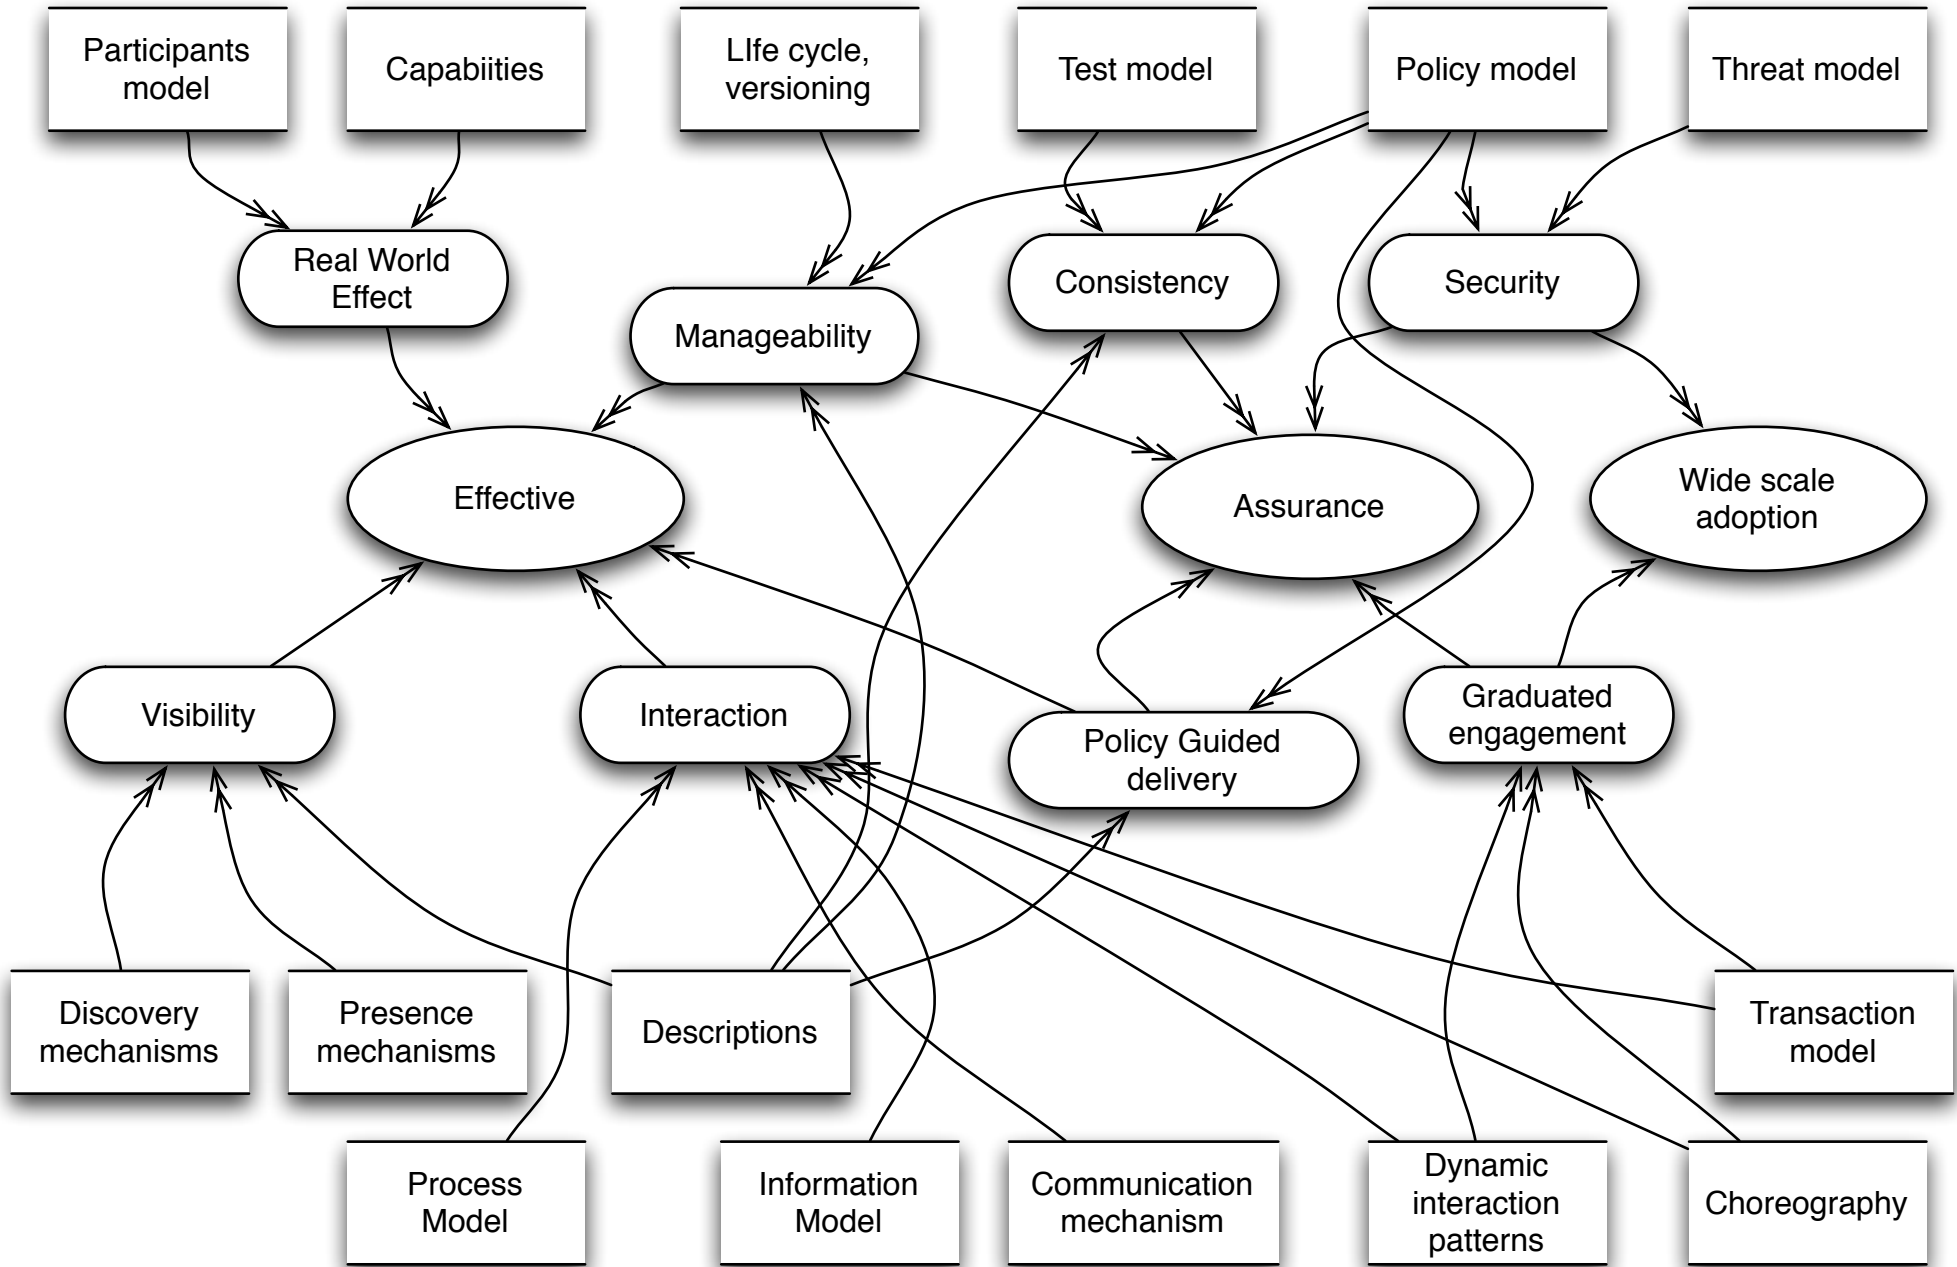 Participants
model
Capabiities
LIfe cycle,
versioning
Test model
Policy model
Threat model
Real World
Effect
Manageability
Consistency
Security
Effective
Assurance
Wide scale
adoption
Visibility
Interaction
Policy Guided
delivery
Graduated
engagement
Discovery
mechanisms
Presence
mechanisms
Descriptions
Transaction
model
Process
Model
Information
Model
Communication
mechanism
Dynamic
interaction
patterns
Choreography